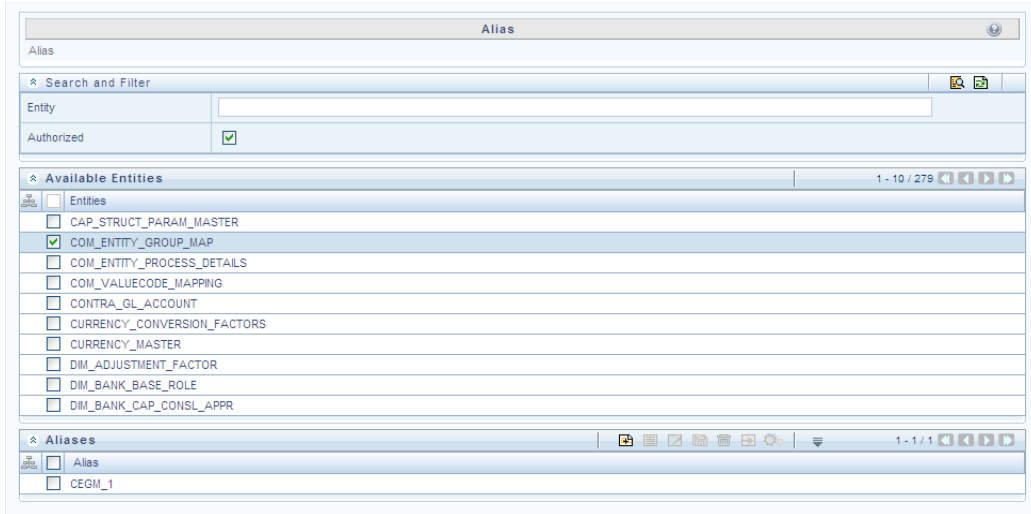 Alias
Alias
Search and Filter
Entity
Authorized
Available Entities 1 - 10 / 279
Entities
CAP_STRUCT_PARAM_MASTER
COM_ENTITY_GROUP_MAP
COM_ENTITY_PROCESS_DETAILS
COM_VALUECODE_MAPPING
CONTRA_GL_ACCOUNT
CURRENCY_CONVERSION_FACTORS
CURRENCY_MASTER
DIM_ADJUSTMENT_FACTOR
DIM_BANK_BASE_ROLE
DIM_BANK_CAP_CONSL_APPR
Aliases 1 - 1 / 1
Alias
CEGM_1